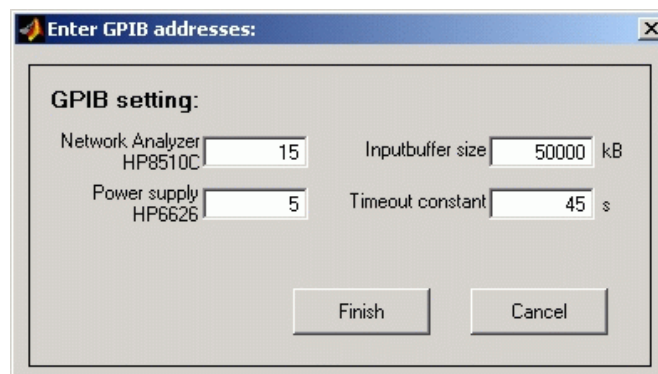 Enter GPIB addresses:
GPIB setting:
Network Analyzer
HP8510C
15
Inputbuffer size
50000
kB
Power supply
HP6626
5
Timeout constant
45
s
Finish
Cancel